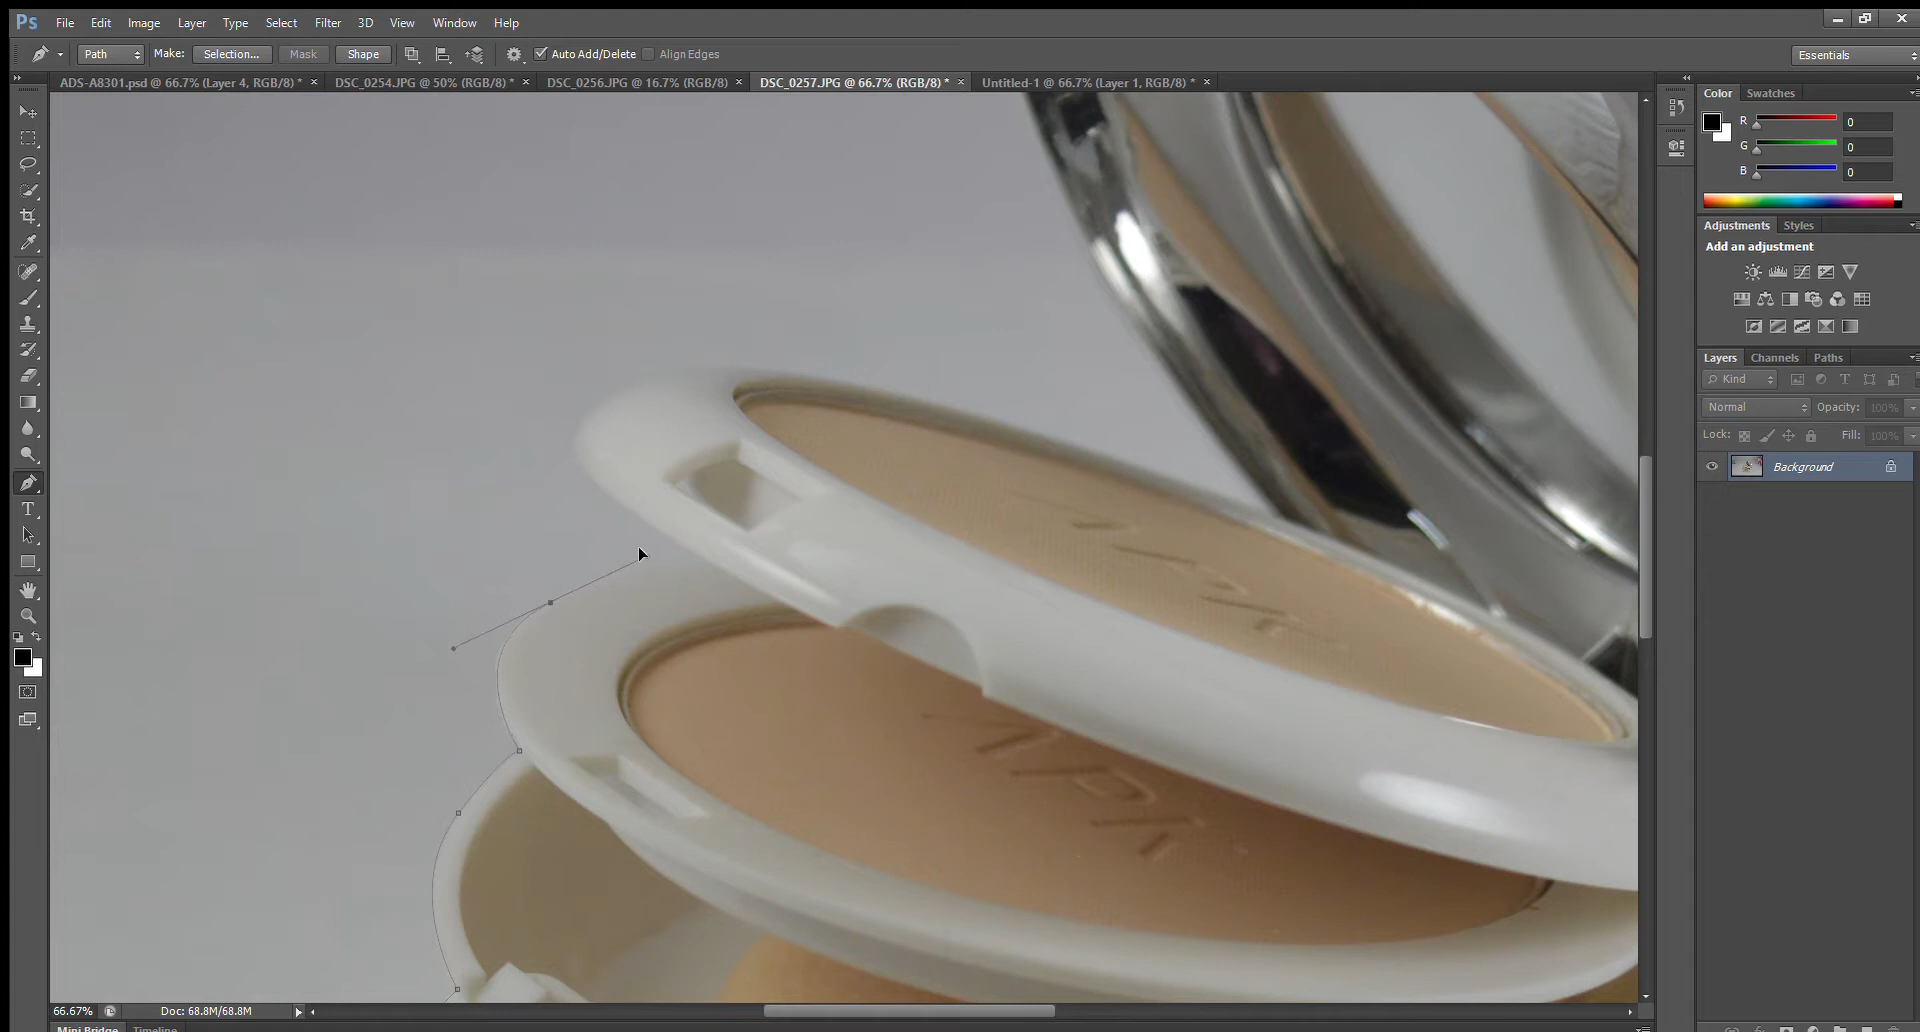 Ps File Edit Image Layer Type Select Filter 3D View Window Help
Path Make: Selection... Mask Shape Auto Add/Delete Align Edges Essentials
ADS-A8301.psd @ 66.7% (Layer 4, RGB/8) * × DSC_0254.JPG @ 50% (RGB/8) * × DSC_0256.JPG @ 16.7% (RGB/8) × DSC_0257.JPG @ 66.7% (RGB/8) * × Untitled-1 @ 66.7% (Layer 1, RGB/8) * ×
Color Swatches
R 0
G 0
B 0
Adjustments Styles
Add an adjustment
Layers Channels Paths
Kind
Normal Opacity: 100%
Lock: Fill: 100%
Background
66.67% Doc: 68.8M/68.8M
Mini Bridge Timeline